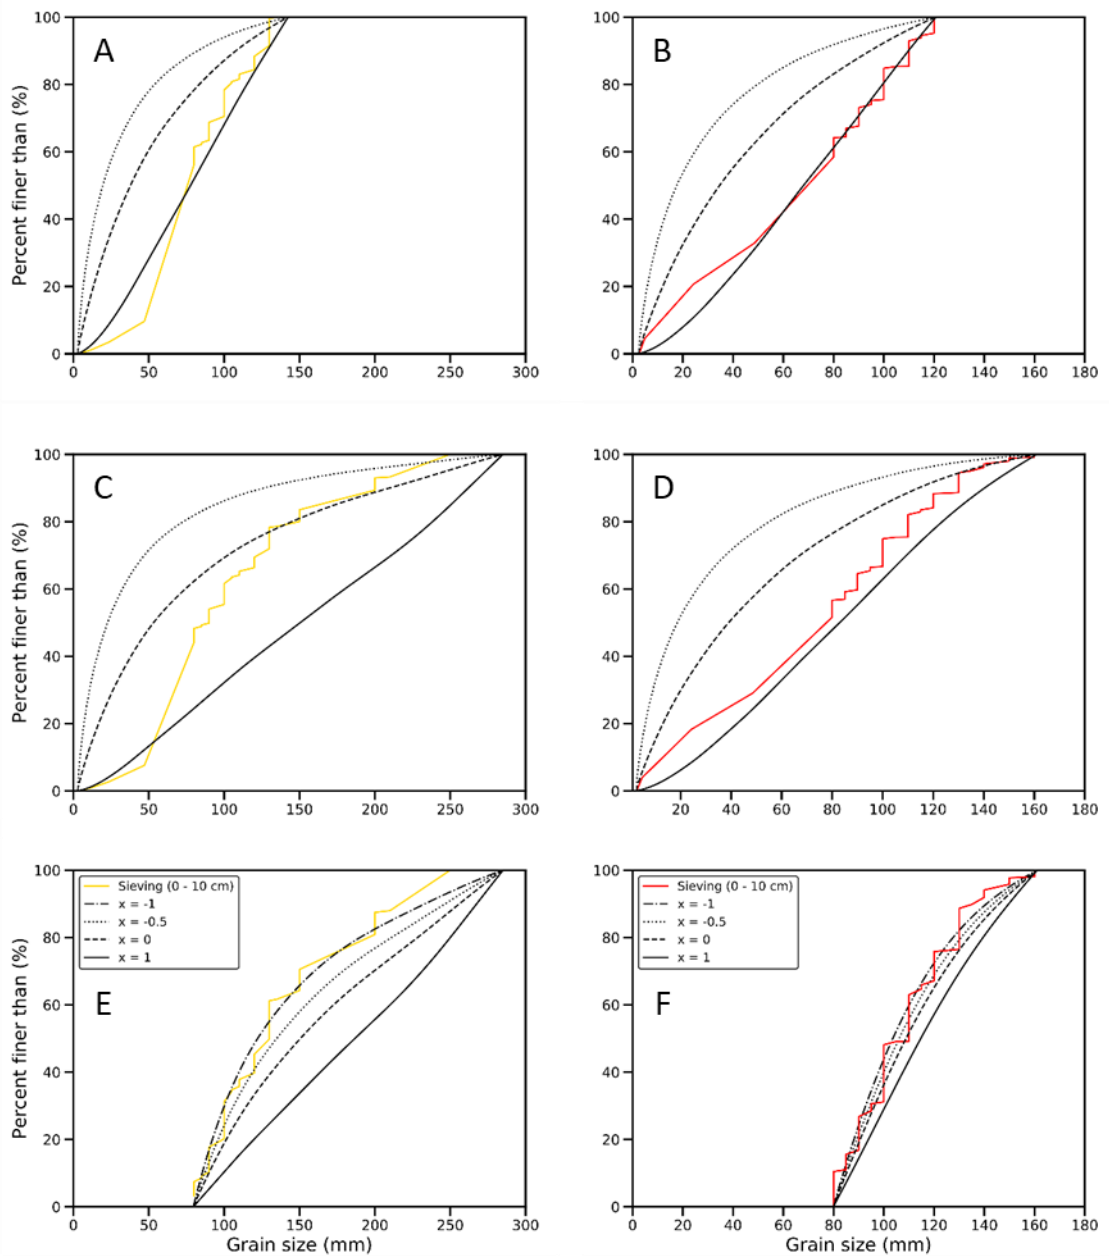 A
B
Percent finer than (%)
100
80
60
40
20
0
0 50 100 150 200 250 300
100
80
60
40
20
0
0 20 40 60 80 100 120 140 160 180
C
D
Percent finer than (%)
100
80
60
40
20
0
0 50 100 150 200 250 300
100
80
60
40
20
0
20 40 60 80 100 120 140 160 180
E
F
Percent finer than (%)
100
80
60
40
20
0
Sieving (0 - 10 cm)
x = -1
x = -0.5
x = 0
x = 1
0 50 100 150 200 250 300
Grain size (mm)
100
80
60
40
20
0
Sieving (0 - 10 cm)
x = -1
x = -0.5
x = 0
x = 1
0 20 40 60 80 100 120 140 160 180
Grain size (mm)